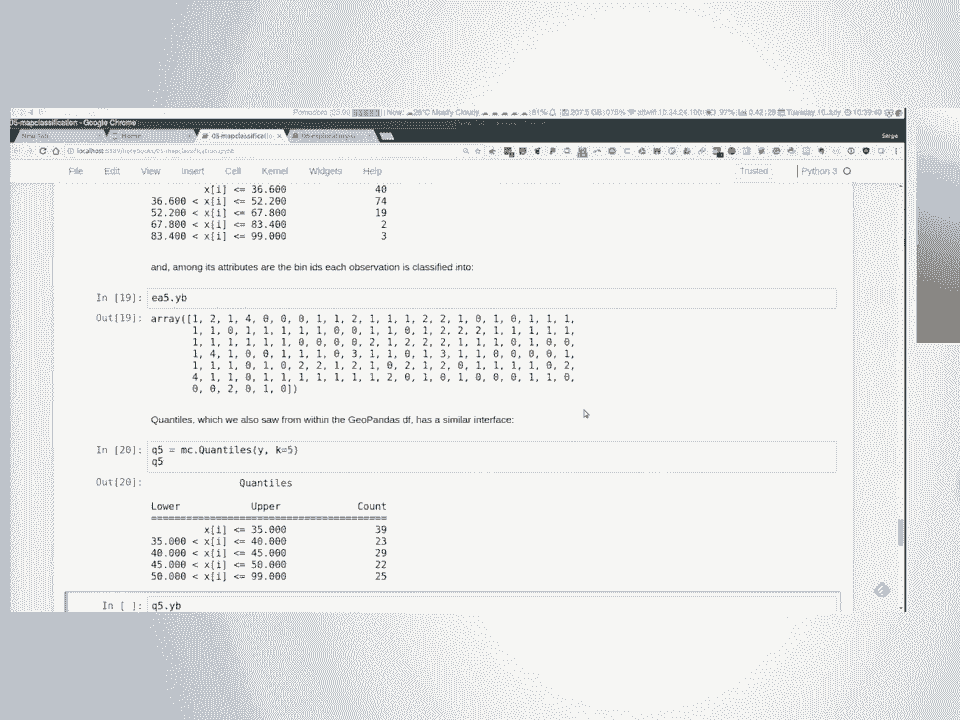 05-mapclassification - Google Chrome
New Tab
Home
05-mapclassificatio
Serge
File Edit View Insert Cell Kernel Widgets Help Trusted Python 3
x[i] <= 36.600 40
36.600 < x[i] <= 52.200 74
52.200 < x[i] <= 67.800 19
67.800 < x[i] <= 83.400 2
83.400 < x[i] <= 99.000 3
and, among its attributes are the bin ids each observation is classified into:
In [19]: ea5.yb
Out[19]: array([1, 2, 1, 4, 0, 0, 0, 1, 1, 2, 1, 1, 1, 2, 2, 1, 0, 1, 0, 1, 1, 1,
1, 1, 0, 1, 1, 1, 1, 1, 0, 0, 1, 1, 0, 1, 2, 2, 2, 1, 1, 1, 1, 1,
1, 1, 1, 1, 1, 1, 0, 0, 0, 0, 2, 1, 2, 2, 2, 1, 1, 1, 0, 1, 0, 0,
1, 4, 1, 0, 0, 1, 1, 1, 0, 3, 1, 1, 0, 1, 3, 1, 1, 0, 0, 0, 0, 1,
1, 1, 1, 0, 1, 0, 2, 2, 1, 2, 1, 0, 2, 1, 2, 0, 1, 1, 1, 1, 0, 2,
4, 1, 1, 0, 1, 1, 1, 1, 1, 1, 1, 2, 0, 1, 0, 1, 0, 0, 0, 1, 1, 0,
0, 0, 2, 0, 1, 0])
Quantiles, which we also saw from within the GeoPandas df, has a similar interface:
In [20]: q5 = mc.Quantiles(y, k=5)
q5
Out[20]: Quantiles
Lower Upper Count
========================================
x[i] <= 35.000 39
35.000 < x[i] <= 40.000 23
40.000 < x[i] <= 45.000 29
45.000 < x[i] <= 50.000 22
50.000 < x[i] <= 99.000 25
In [ ]: q5.yb